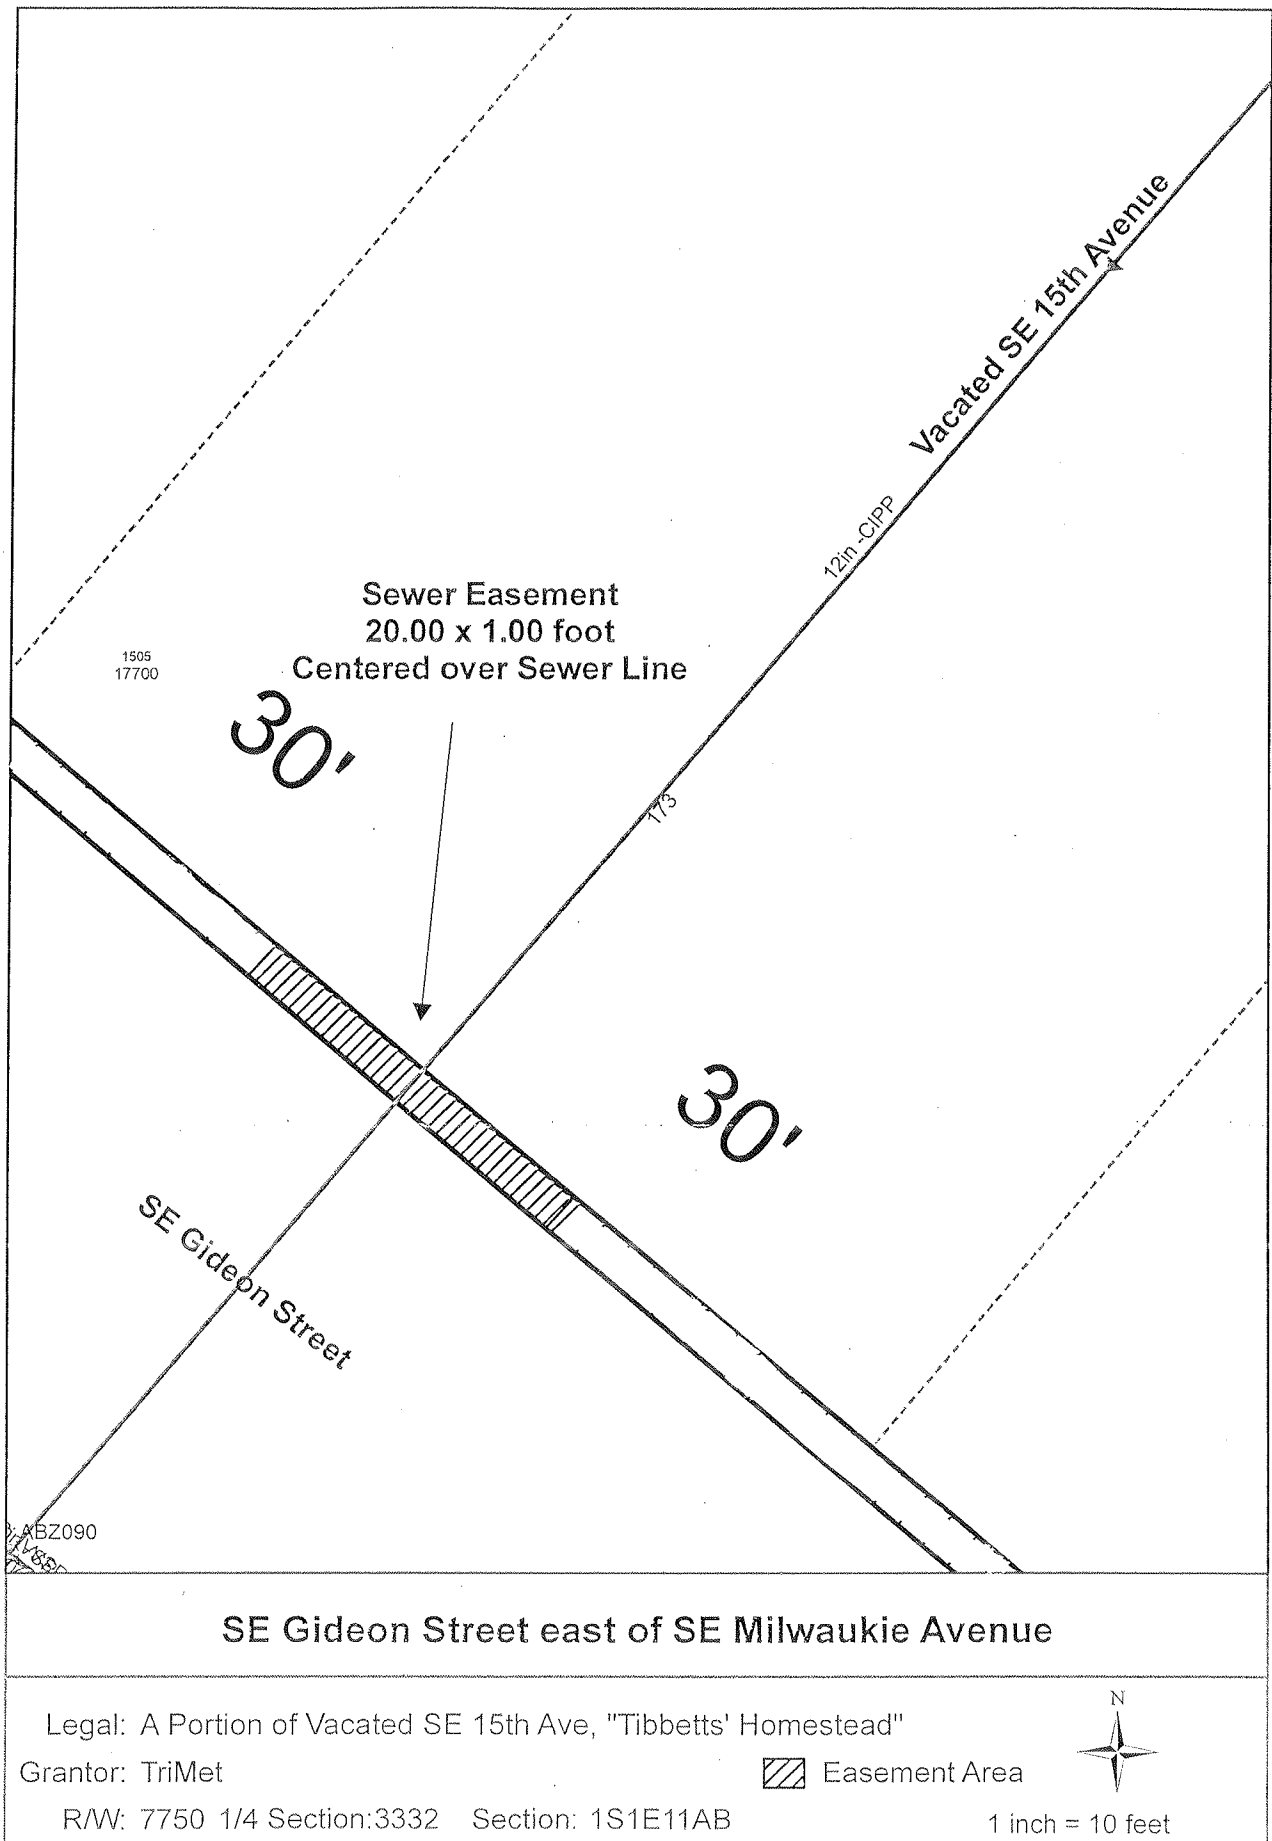 Vacated SE 15th Avenue
12in -CIPP
Sewer Easement
20.00 x 1.00 foot
Centered over Sewer Line
1505
17700
30'
173
30'
SE Gideon Street
ABZ090
SE Gideon Street east of SE Milwaukie Avenue
N
Legal: A Portion of Vacated SE 15th Ave, "Tibbetts' Homestead"
Grantor: TriMet
Easement Area
R/W: 7750 1/4 Section:3332 Section: 1S1E11AB
1 inch = 10 feet